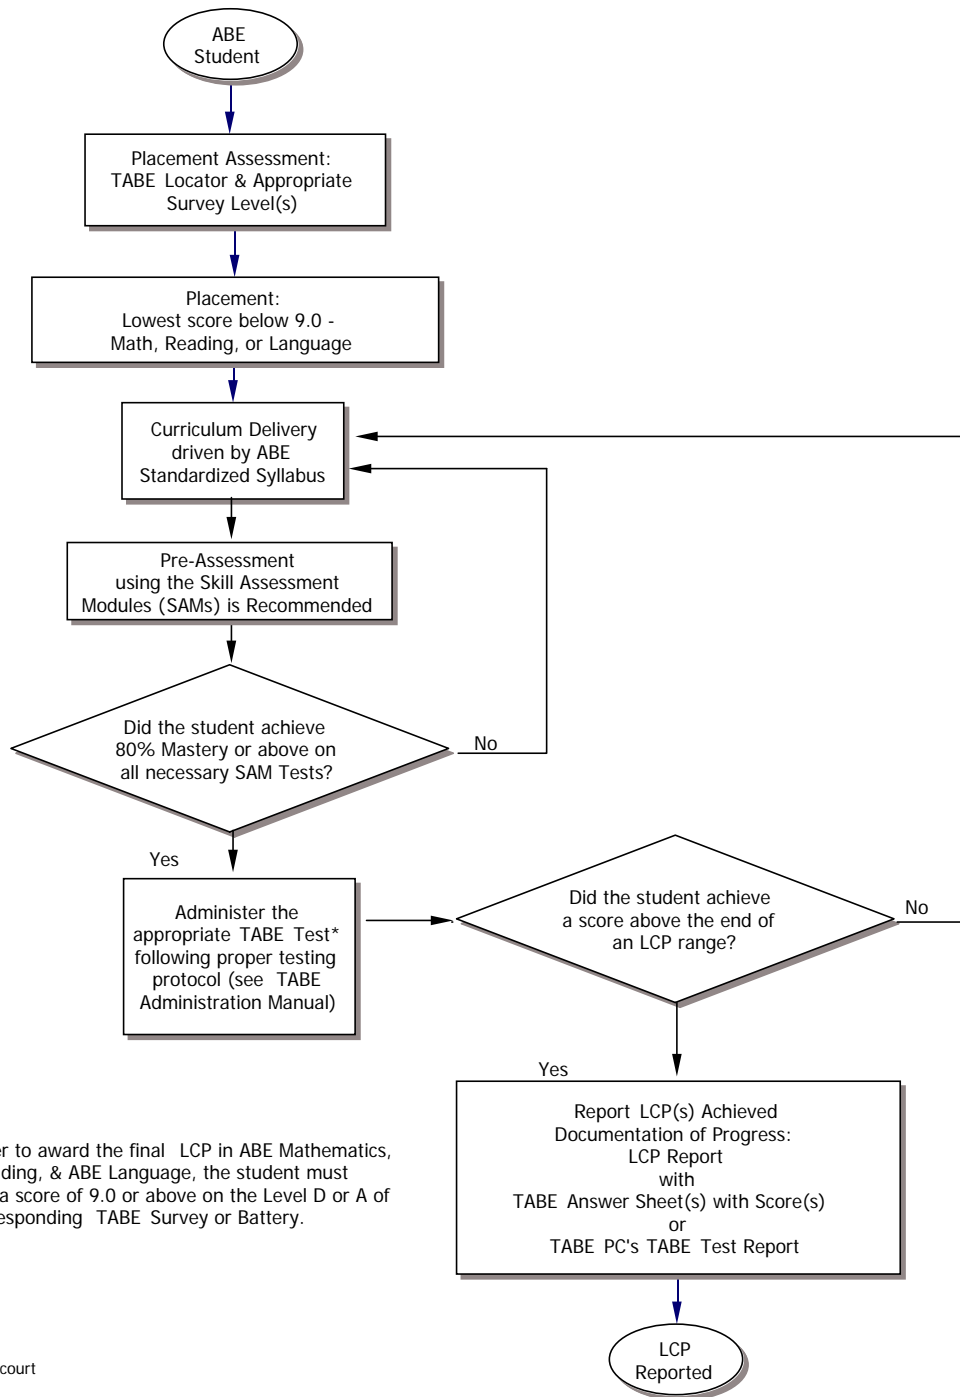 ABE
Student
Placement Assessment:
TABE Locator & Appropriate
Survey Level(s)
Placement:
Lowest score below 9.0 -
Math, Reading, or Language
Curriculum Delivery
driven by ABE
Standardized Syllabus
Pre-Assessment
using the Skill Assessment
Modules (SAMs) is Recommended
Did the student achieve
80% Mastery or above on
all necessary SAM Tests?
No
Yes
Administer the
appropriate TABE Test*
following proper testing
protocol (see TABE
Administration Manual)
Did the student achieve
a score above the end of
an LCP range?
No
Yes
Report LCP(s) Achieved
Documentation of Progress:
LCP Report
with
TABE Answer Sheet(s) with Score(s)
or
TABE PC's TABE Test Report
to award the final LCP in ABE Mathematics,
& ABE Language, the student must
a score of 9.0 or above on the Level D or A of
TABE Survey or Battery.
LCP
Reported
court